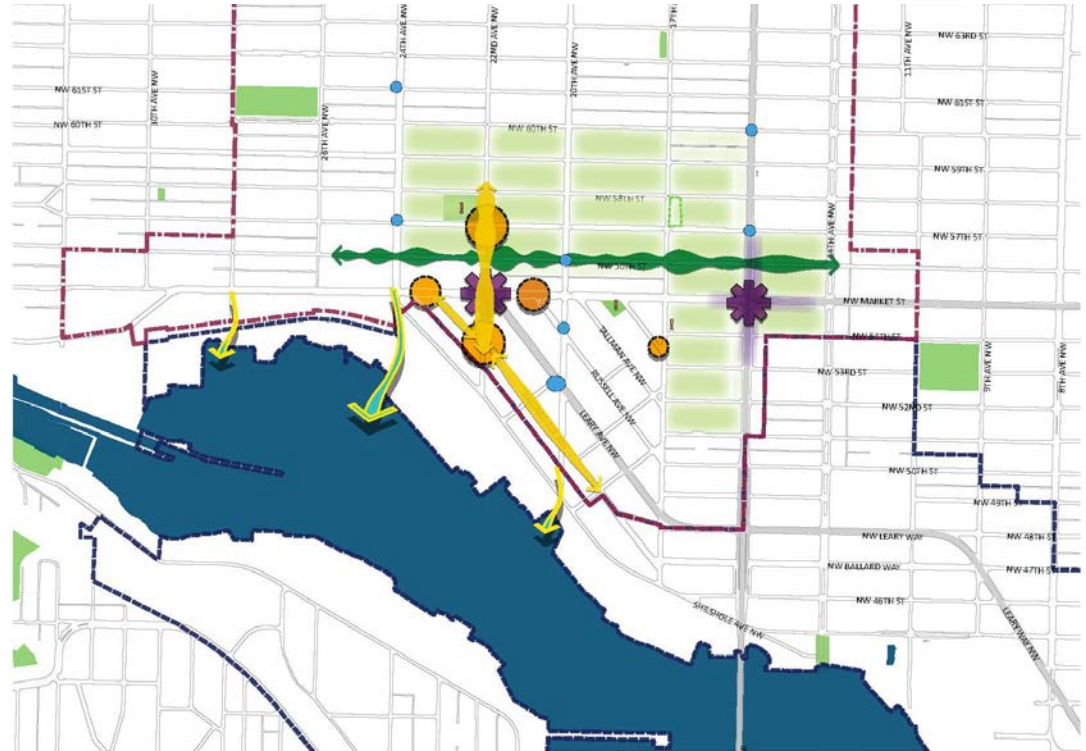 24TH AVE NW
22ND AVE NW
20TH AVE NW
17TH
11TH AVE NW
NW 63RD ST
NW 61ST ST
30TH AVE NW
NW 61ST ST
NW 60TH ST
NW 60TH ST
28TH AVE NW
NW 59TH ST
NW 58TH ST
14TH AVE NW
NW 57TH ST
NW 56TH ST
NW MARKET ST
NW 54TH ST
TALLMAN AVE NW
RUSSELL AVE NW
LEARY AVE NW
NW 53RD ST
9TH AVE NW
8TH AVE NW
NW 52ND ST
NW 50TH ST
NW 49TH ST
NW LEARY WAY
NW 48TH ST
NW BALLARD WAY
NW 47TH ST
NW 46TH ST
SHILSHOLE AVE NW
LEARY WAY NW